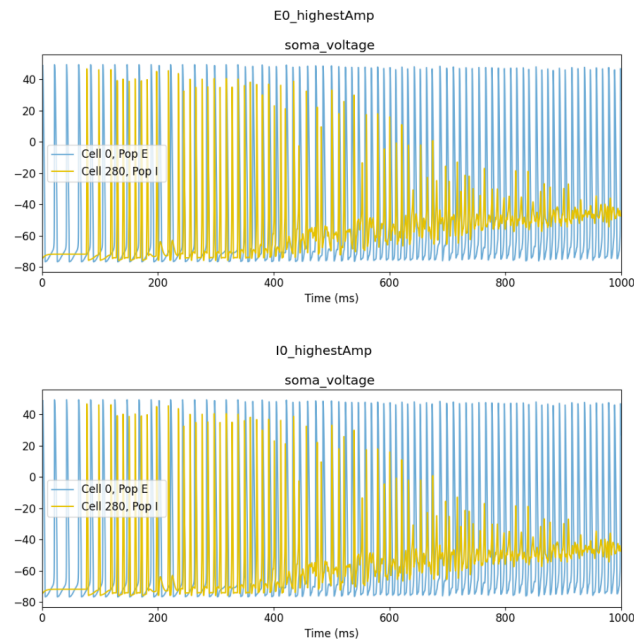 E0_highestAmp
soma_voltage
40
20
0
−20
−40
−60
−80
Cell 0, Pop E
Cell 280, Pop I
0
200
400
600
800
1000
Time (ms)
I0_highestAmp
soma_voltage
40
20
0
−20
−40
−60
−80
Cell 0, Pop E
Cell 280, Pop I
0
200
400
600
800
1000
Time (ms)